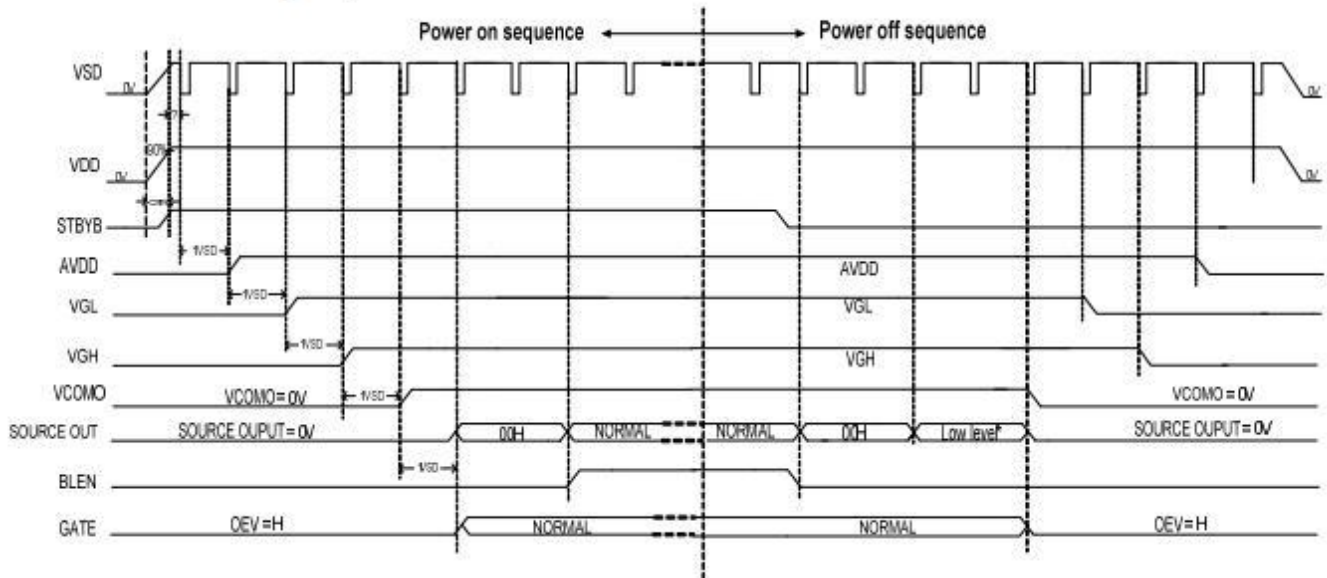 Power on sequence Power off sequence
VSD 0V 0V
VDD 90% 0V 0V
STBYB
1VSD
AVDD AVDD
1VSD
VGL VGL
1VSD
VGH VGH
VCOMO VCOMO = 0V 1VSD VCOMO = 0V
SOURCE OUT SOURCE OUPUT = 0V 00H NORMAL NORMAL 00H Low level* SOURCE OUPUT = 0V
1VSD
BLEN
GATE OEV = H NORMAL NORMAL OEV = H